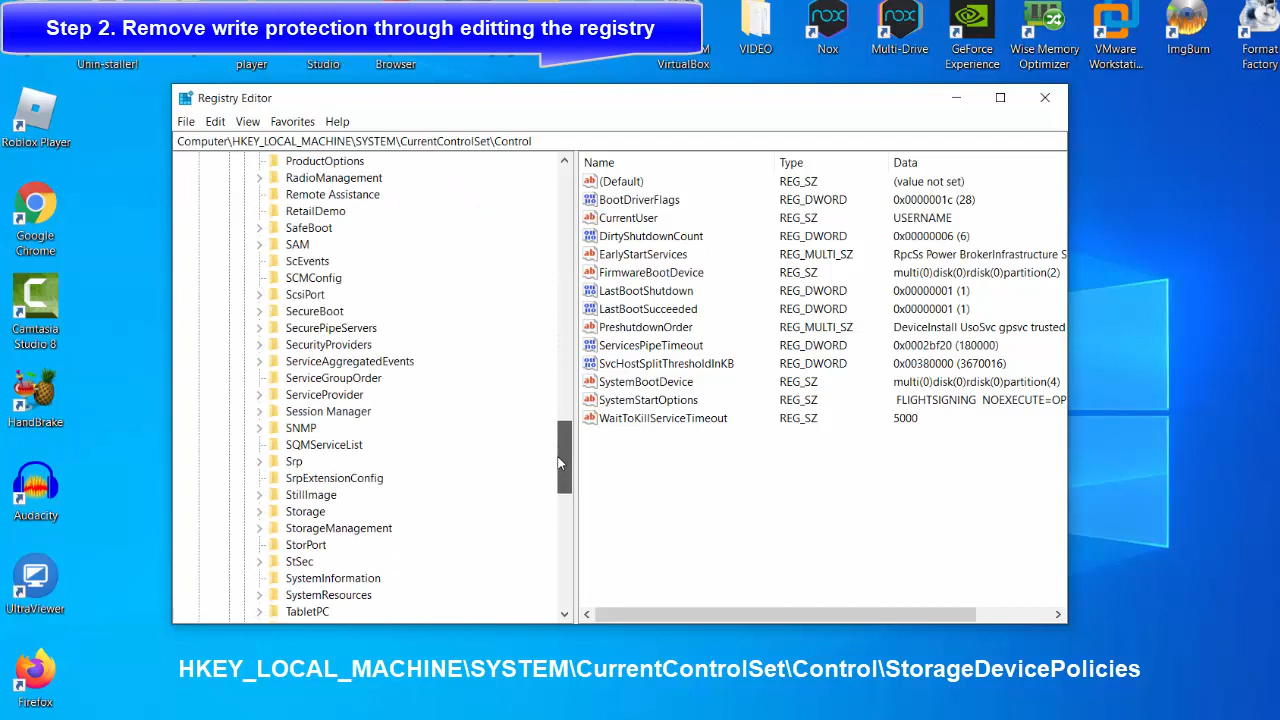 Step 2. Remove write protection through editting the registry
Unin-staller!
player
Studio
Browser
VirtualBox
VIDEO
Nox
Multi-Drive
GeForce
Experience
Wise Memory
Optimizer
VMware
Workstati...
ImgBurn
Format
Factory
Roblox Player
Google
Chrome
Camtasia
Studio 8
HandBrake
Audacity
UltraViewer
Firefox
Registry Editor
File Edit View Favorites Help
Computer\HKEY_LOCAL_MACHINE\SYSTEM\CurrentControlSet\Control
ProductOptions
RadioManagement
Remote Assistance
RetailDemo
SafeBoot
SAM
ScEvents
SCMConfig
ScsiPort
SecureBoot
SecurePipeServers
SecurityProviders
ServiceAggregatedEvents
ServiceGroupOrder
ServiceProvider
Session Manager
SNMP
SQMServiceList
Srp
SrpExtensionConfig
StillImage
Storage
StorageManagement
StorPort
StSec
SystemInformation
SystemResources
TabletPC
Name Type Data
(Default) REG_SZ (value not set)
BootDriverFlags REG_DWORD 0x0000001c (28)
CurrentUser REG_SZ USERNAME
DirtyShutdownCount REG_DWORD 0x00000006 (6)
EarlyStartServices REG_MULTI_SZ RpcSs Power BrokerInfrastructure S
FirmwareBootDevice REG_SZ multi(0)disk(0)rdisk(0)partition(2)
LastBootShutdown REG_DWORD 0x00000001 (1)
LastBootSucceeded REG_DWORD 0x00000001 (1)
PreshutdownOrder REG_MULTI_SZ DeviceInstall UsoSvc gpsvc trusted
ServicesPipeTimeout REG_DWORD 0x0002bf20 (180000)
SvcHostSplitThresholdInKB REG_DWORD 0x00380000 (3670016)
SystemBootDevice REG_SZ multi(0)disk(0)rdisk(0)partition(4)
SystemStartOptions REG_SZ FLIGHTSIGNING NOEXECUTE=OP
WaitToKillServiceTimeout REG_SZ 5000
HKEY_LOCAL_MACHINE\SYSTEM\CurrentControlSet\Control\StorageDevicePolicies